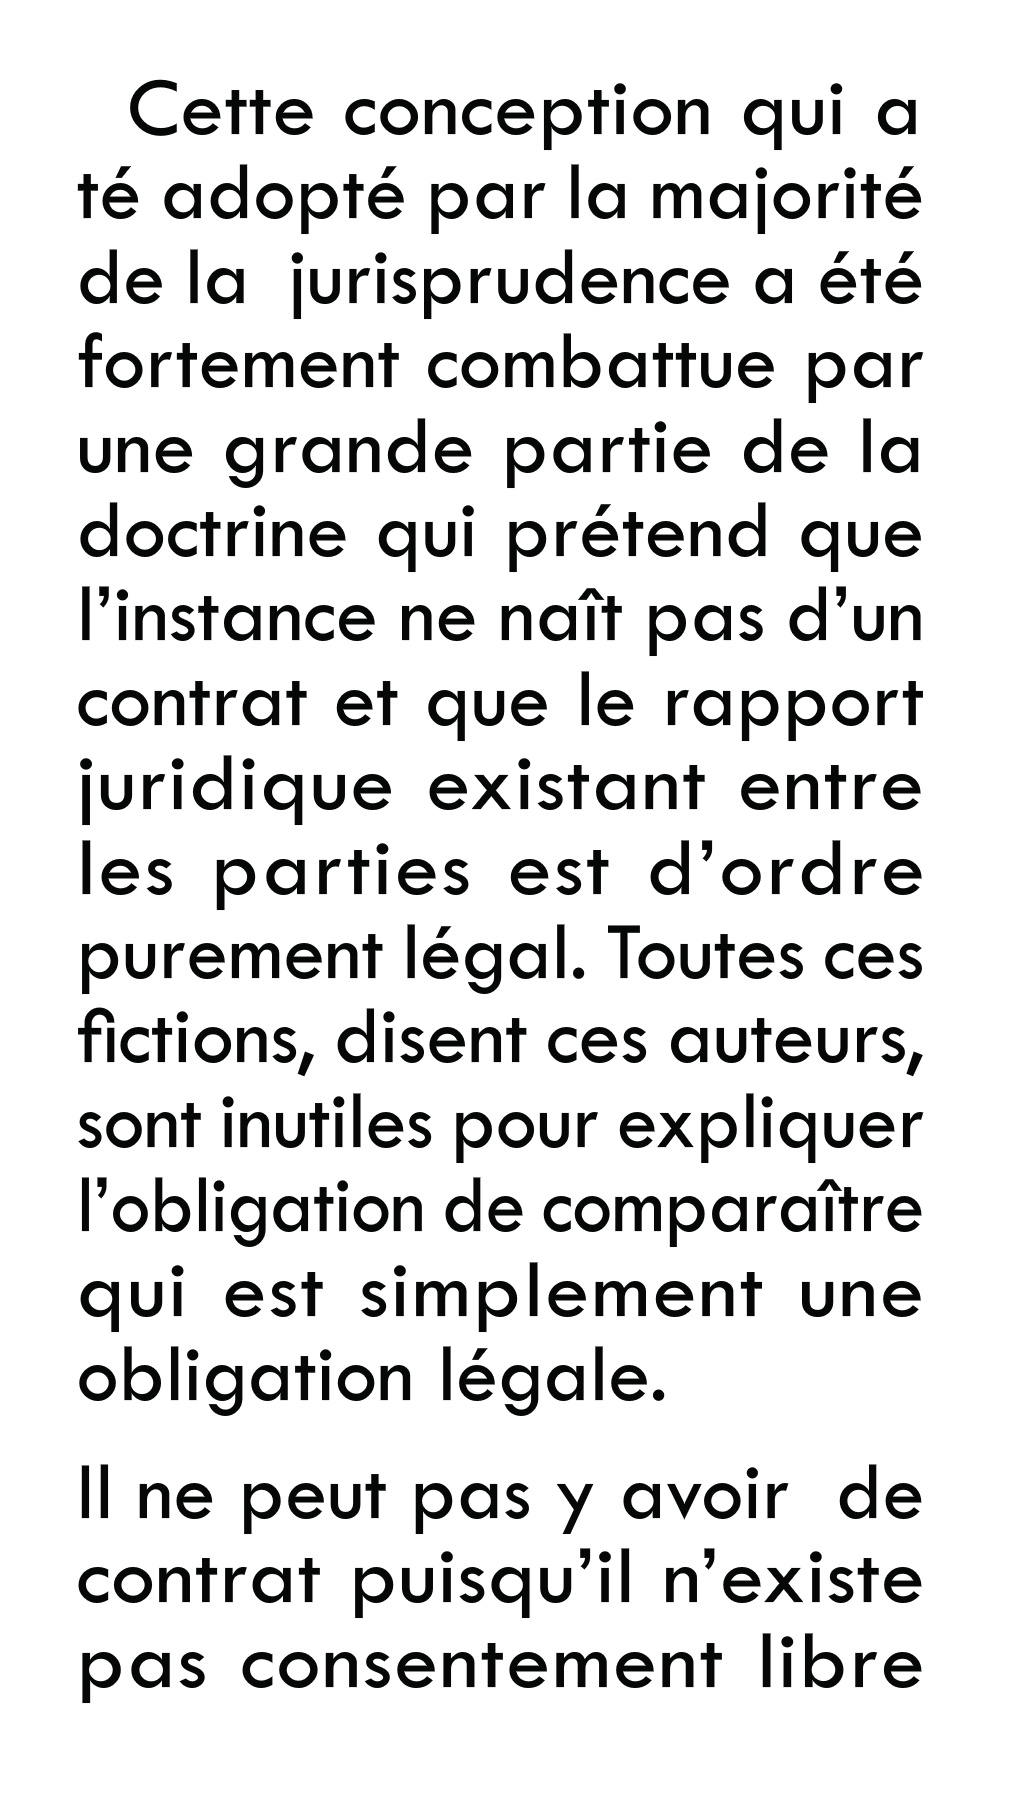 Cette conception qui a
té adopté par la majorité
de la jurisprudence a été
fortement combattue par
une grande partie de la
doctrine qui prétend que
l’instance ne naît pas d’un
contrat et que le rapport
juridique existant entre
les parties est d’ordre
purement légal. Toutes ces
fictions, disent ces auteurs,
sont inutiles pour expliquer
l’obligation de comparaître
qui est simplement une
obligation légale.
Il ne peut pas y avoir de
contrat puisqu’il n’existe
pas consentement libre